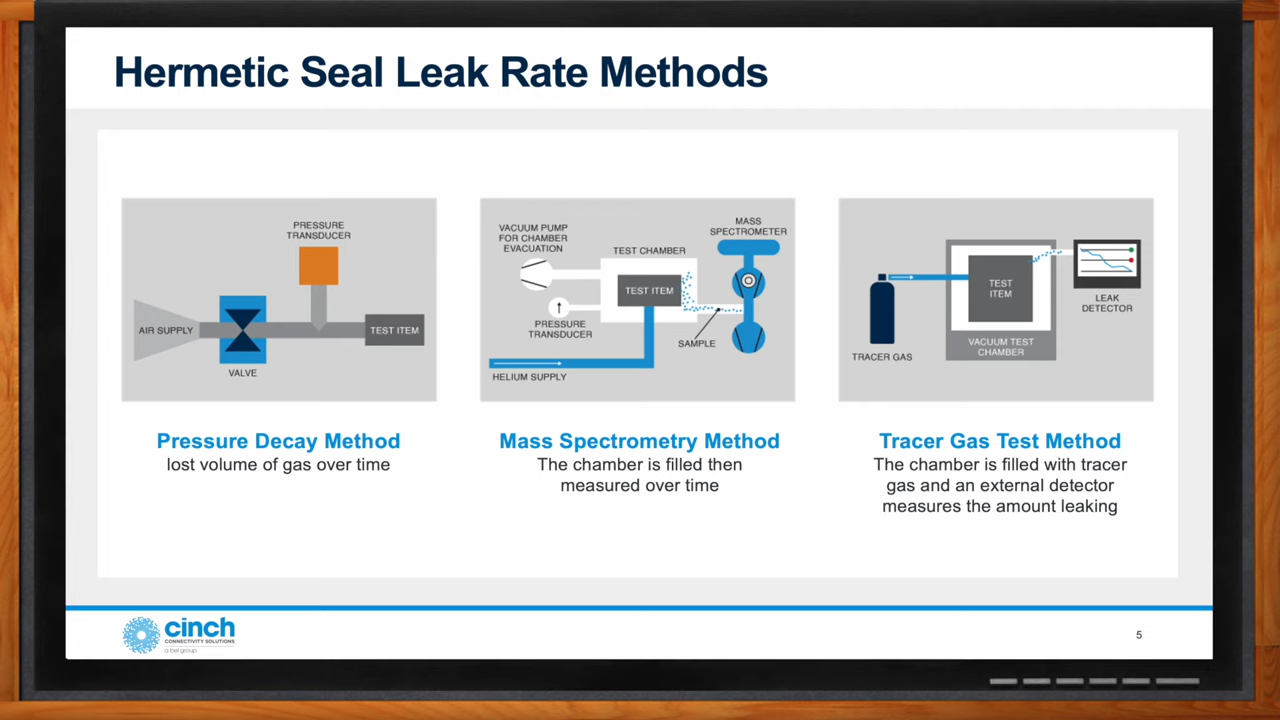 Hermetic Seal Leak Rate Methods
PRESSURE
TRANSDUCER
AIR SUPPLY
TEST ITEM
VALVE
Pressure Decay Method
lost volume of gas over time
VACUUM PUMP
FOR CHAMBER
EVACUATION
TEST CHAMBER
MASS
SPECTROMETER
TEST ITEM
PRESSURE
TRANSDUCER
SAMPLE
HELIUM SUPPLY
Mass Spectrometry Method
The chamber is filled then
measured over time
TEST
ITEM
LEAK
DETECTOR
VACUUM TEST
CHAMBER
TRACER GAS
Tracer Gas Test Method
The chamber is filled with tracer
gas and an external detector
measures the amount leaking
cinch
CONNECTIVITY SOLUTIONS
a bel group
5